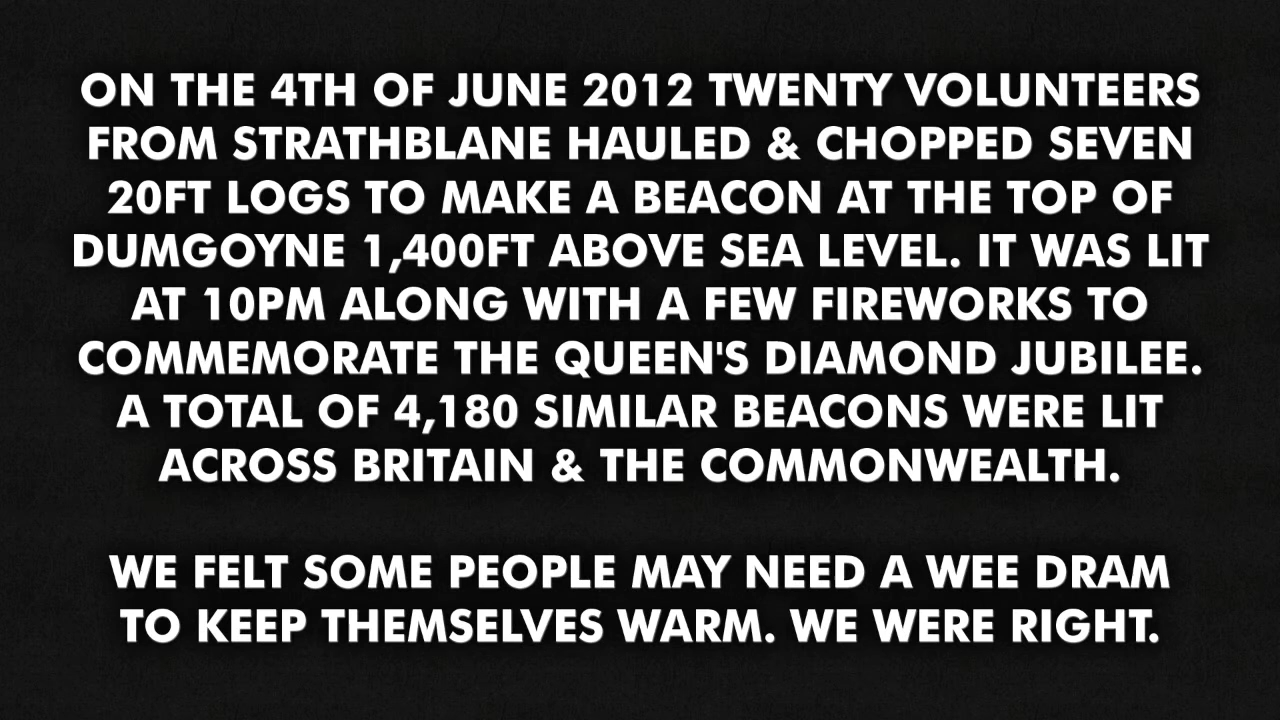 ON THE 4TH OF JUNE 2012 TWENTY VOLUNTEERS
FROM STRATHBLANE HAULED & CHOPPED SEVEN
20FT LOGS TO MAKE A BEACON AT THE TOP OF
DUMGOYNE 1,400FT ABOVE SEA LEVEL. IT WAS LIT
AT 10PM ALONG WITH A FEW FIREWORKS TO
COMMEMORATE THE QUEEN'S DIAMOND JUBILEE.
A TOTAL OF 4,180 SIMILAR BEACONS WERE LIT
ACROSS BRITAIN & THE COMMONWEALTH.
WE FELT SOME PEOPLE MAY NEED A WEE DRAM
TO KEEP THEMSELVES WARM. WE WERE RIGHT.